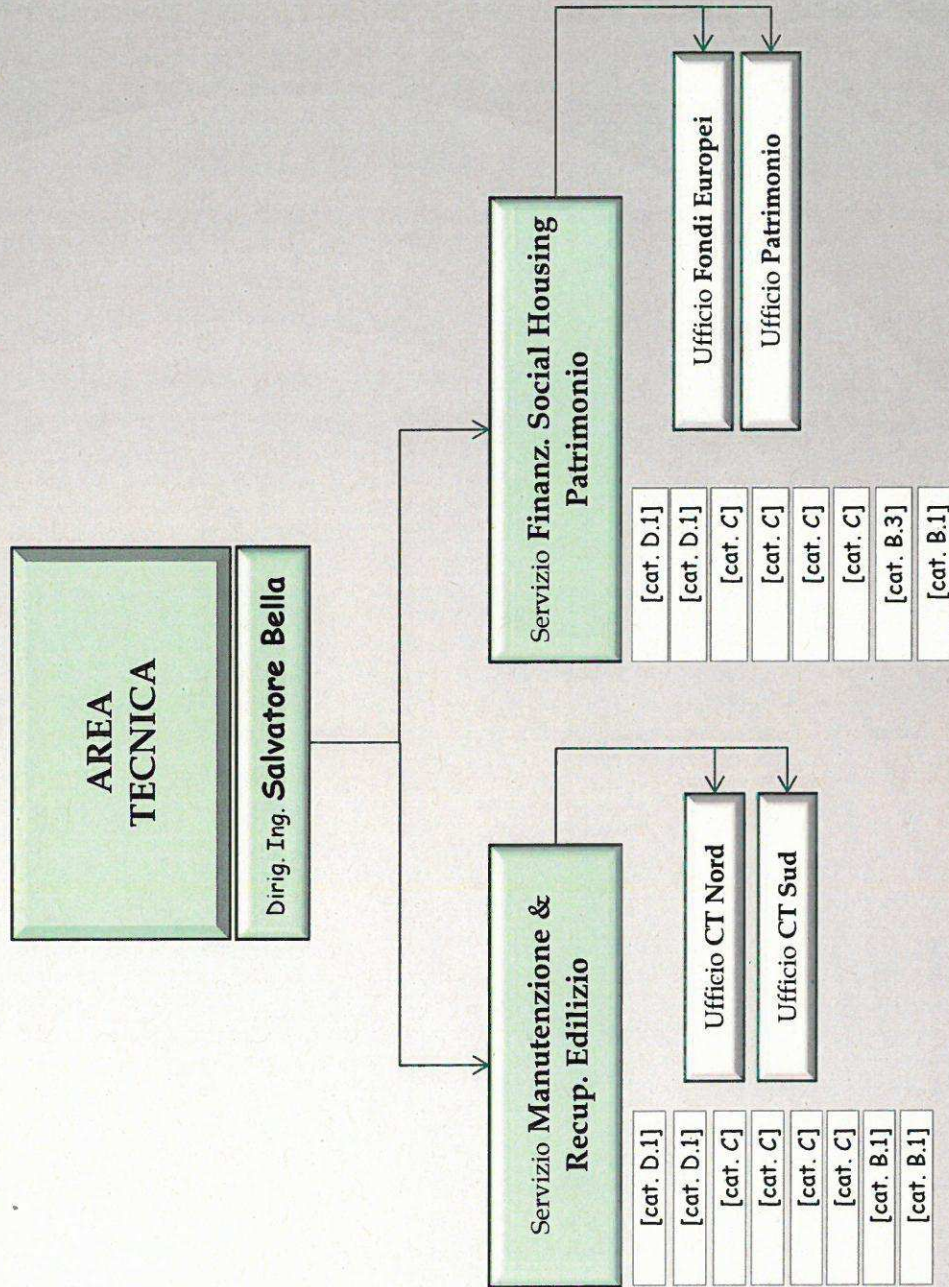 AREA
TECNICA
Dirig. Ing. Salvatore Bella
Servizio Manutenzione &
Recup. Edilizio
[cat. D.1]
[cat. D.1]
[cat. C]
[cat. C]
[cat. C]
[cat. C]
[cat. B.1]
[cat. B.1]
Ufficio CT Nord
Ufficio CT Sud
Servizio Finanz. Social Housing
Patrimonio
[cat. D.1]
[cat. D.1]
[cat. C]
[cat. C]
[cat. C]
[cat. C]
[cat. B.3]
[cat. B.1]
Ufficio Fondi Europei
Ufficio Patrimonio